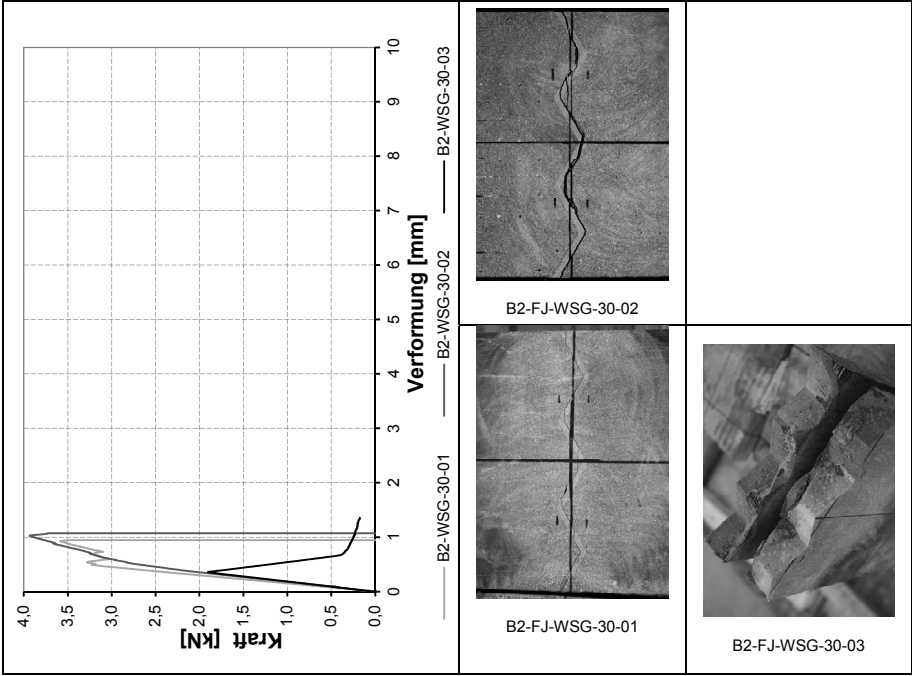 4,0
3,5
3,0
2,5
2,0
1,5
1,0
0,5
0,0
Kraft [kN]
0
1
2
3
4
5
6
7
8
9
10
Verformung [mm]
B2-WSG-30-01
B2-WSG-30-02
B2-WSG-30-03
B2-FJ-WSG-30-02
B2-FJ-WSG-30-01
B2-FJ-WSG-30-03